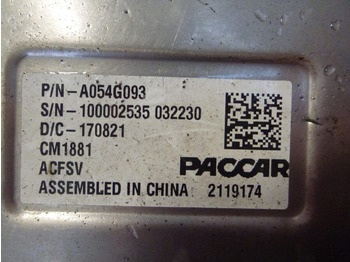 P/N-A054G093
S/N-100002535 032230
D/C-170821
CM1881
ACFSV
PACCAR
ASSEMBLED IN CHINA 2119174